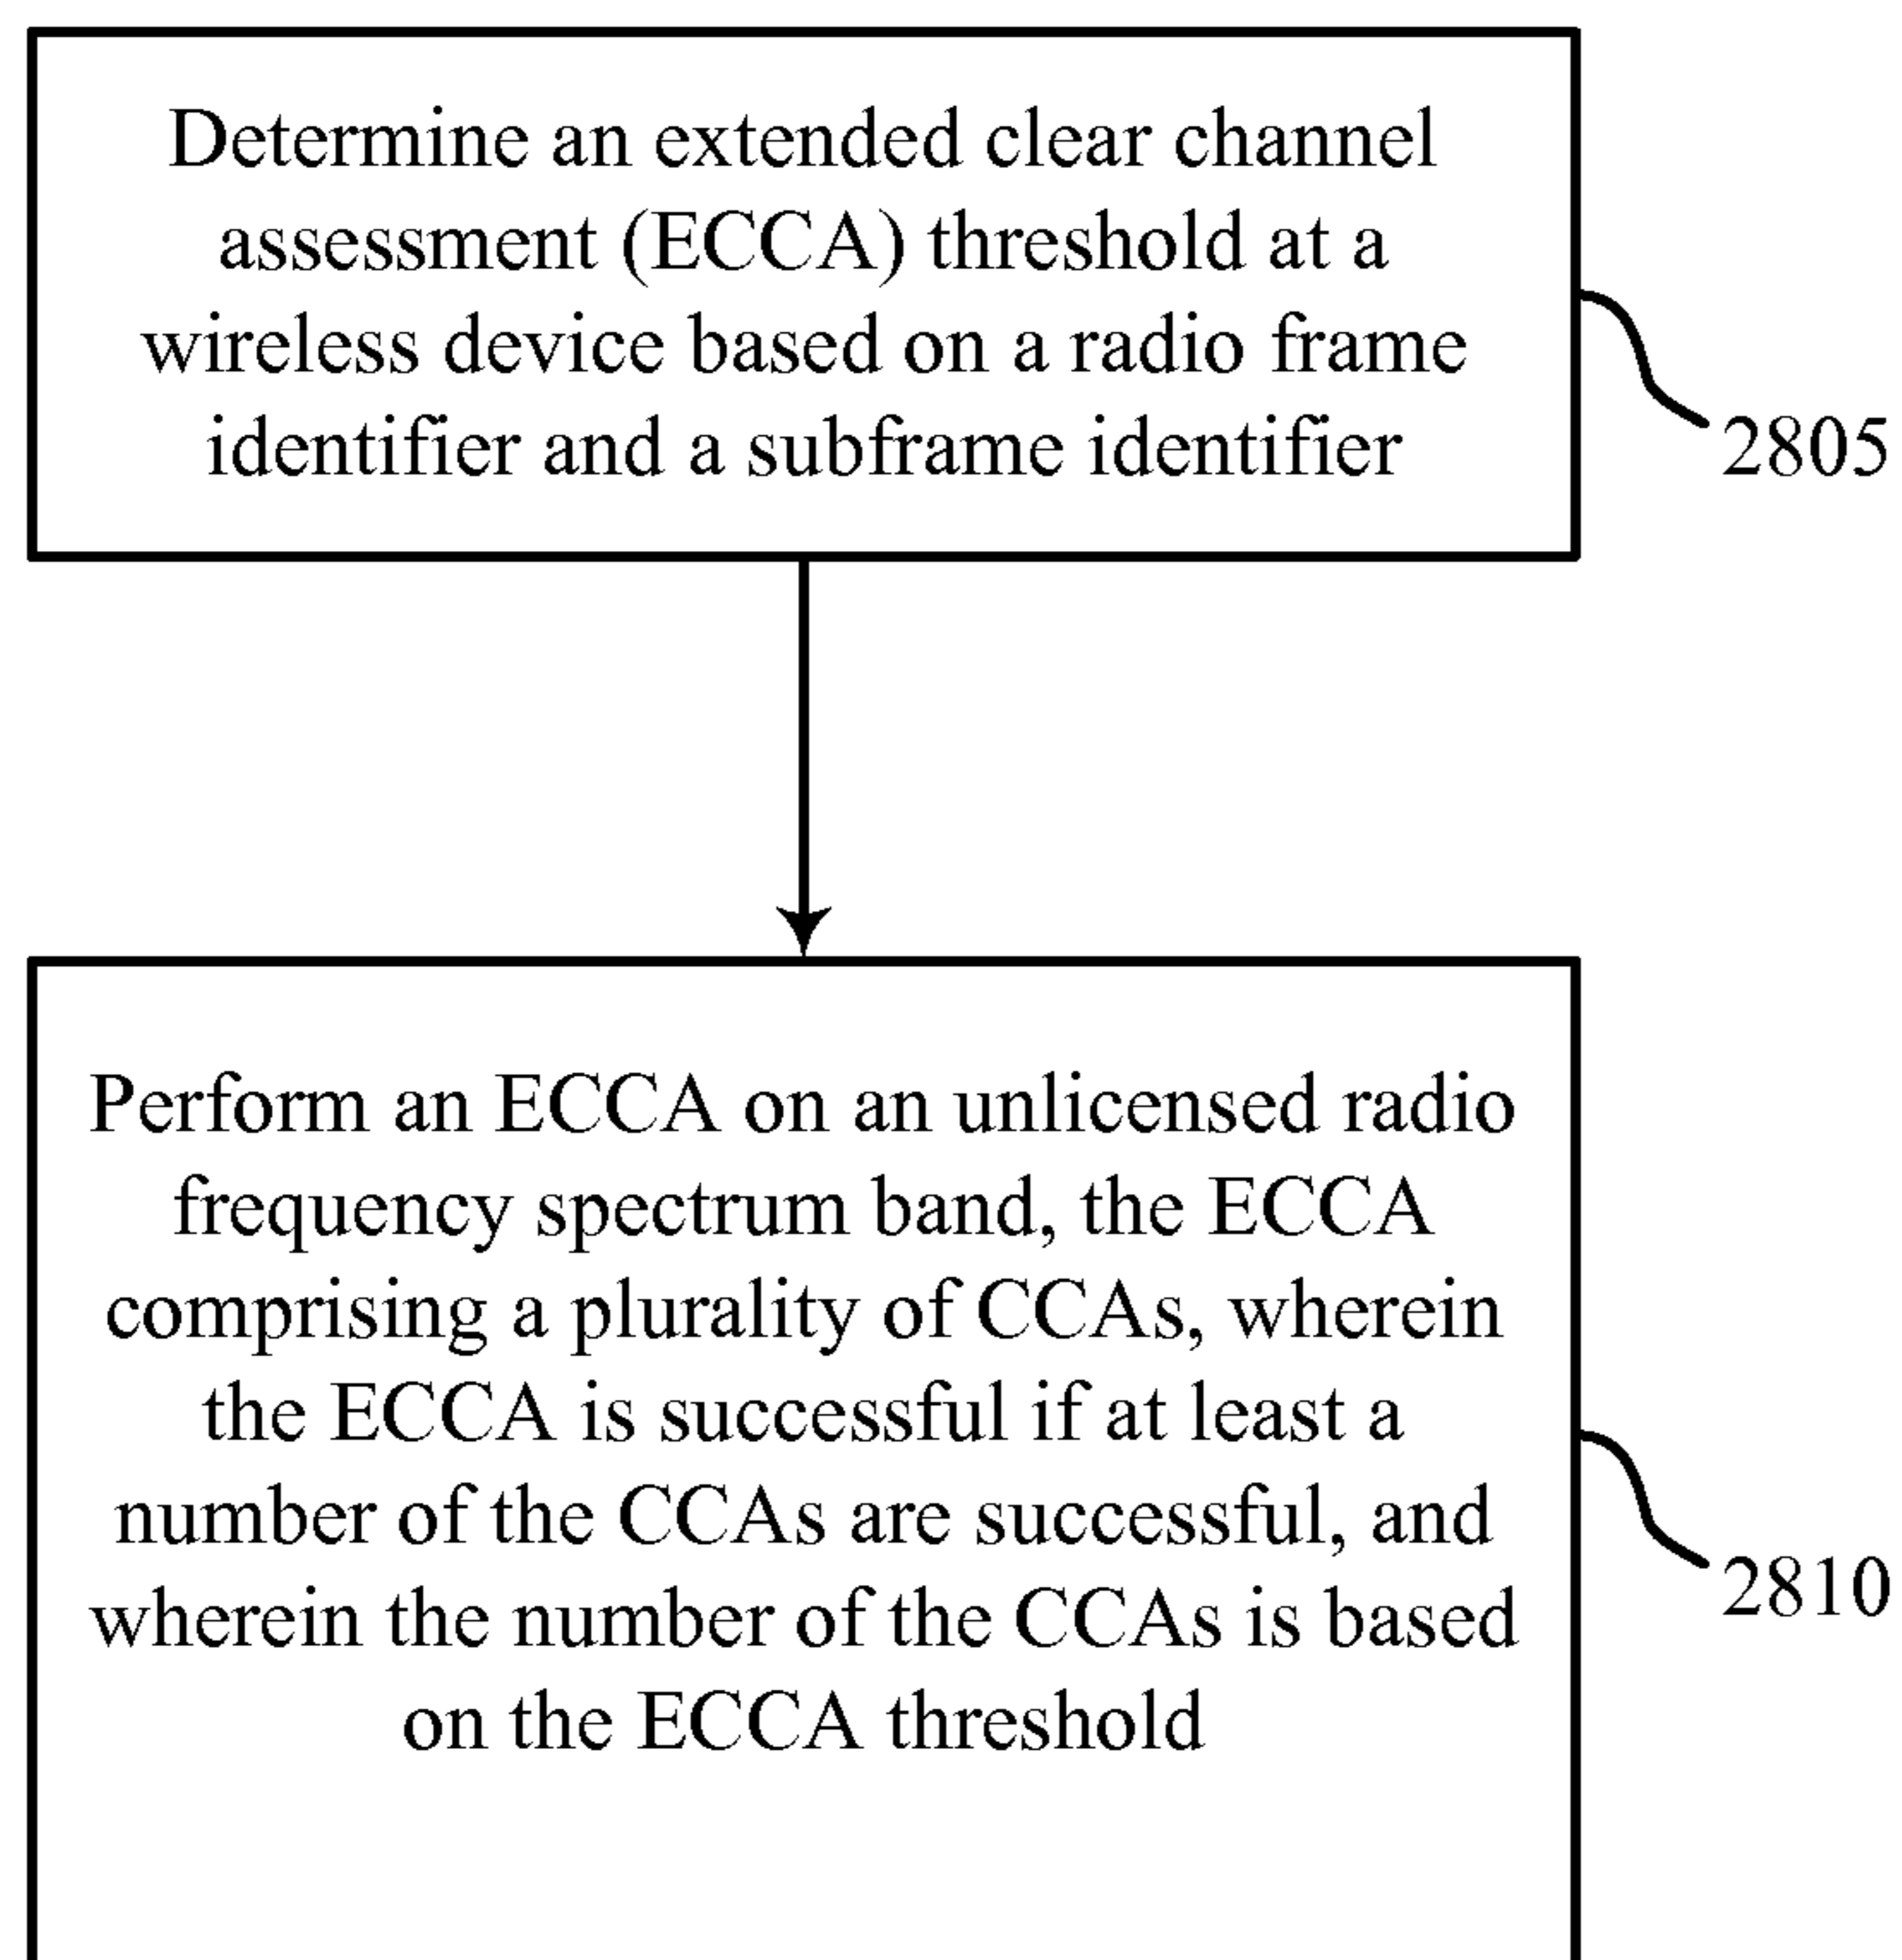 Determine an extended clear channel
assessment (ECCA) threshold at a
wireless device based on a radio frame
identifier and a subframe identifier
2805
Perform an ECCA on an unlicensed radio
frequency spectrum band, the ECCA
comprising a plurality of CCAs, wherein
the ECCA is successful if at least a
number of the CCAs are successful, and
wherein the number of the CCAs is based
on the ECCA threshold
2810